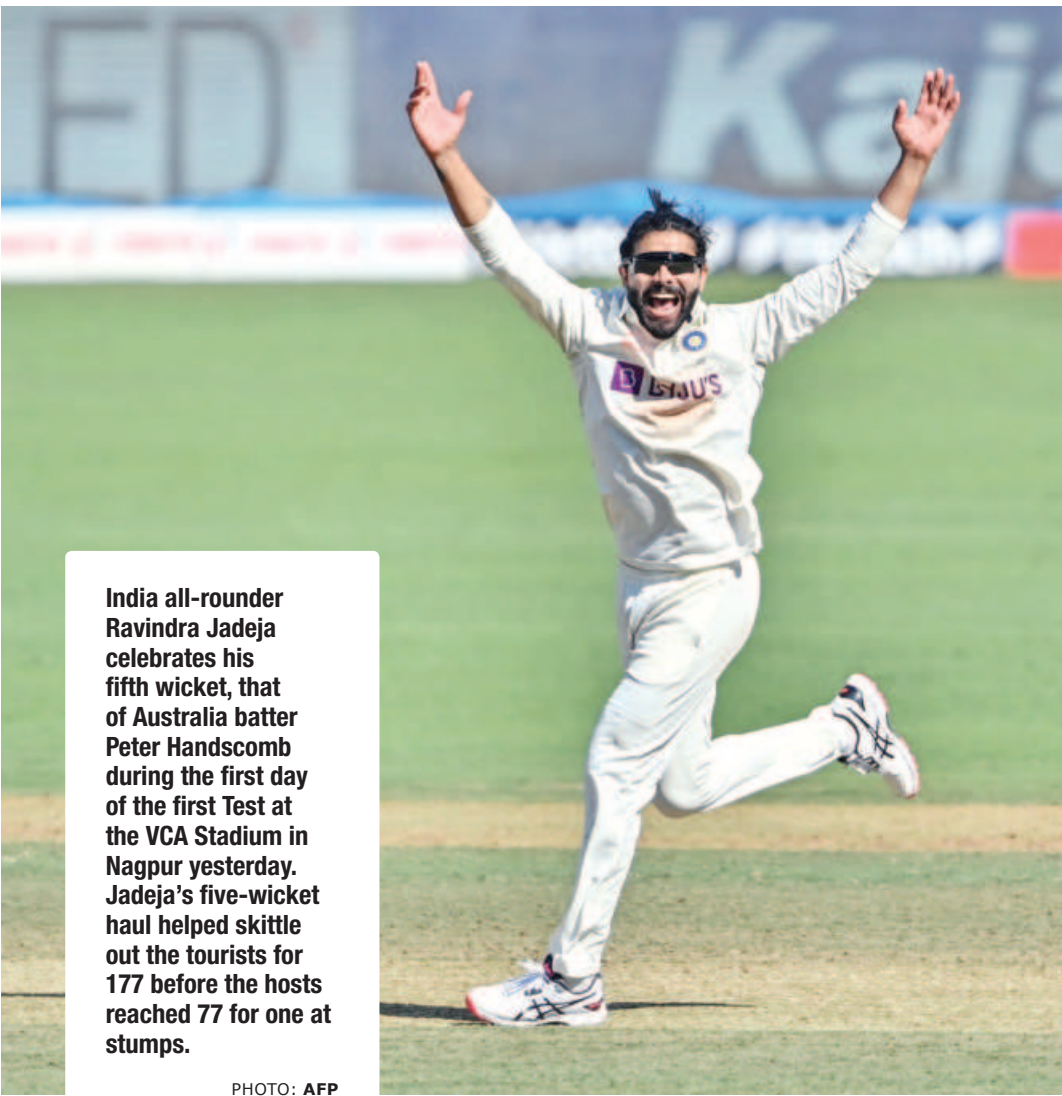 ED
Kaja
BYJU'S
India all-rounder
Ravindra Jadeja
celebrates his
fifth wicket, that
of Australia batter
Peter Handscomb
during the first day
of the first Test at
the VCA Stadium in
Nagpur yesterday.
Jadeja’s five-wicket
haul helped skittle
out the tourists for
177 before the hosts
reached 77 for one at
stumps.
PHOTO: AFP